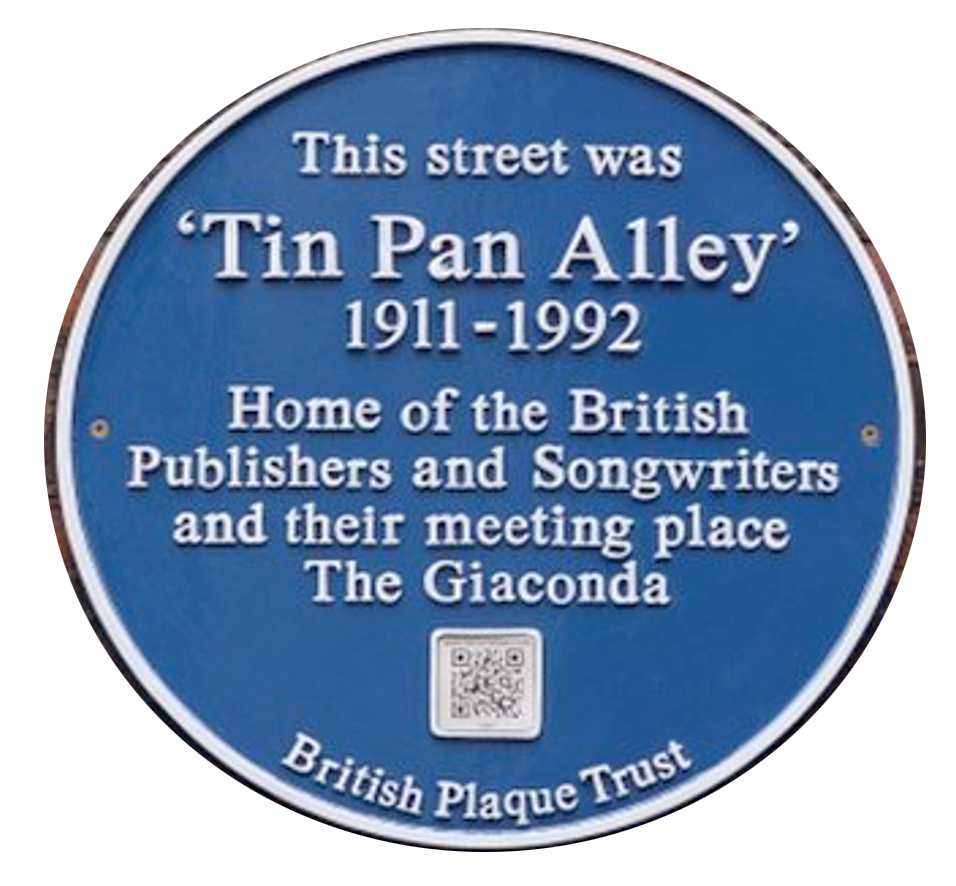 This street was
‘Tin Pan Alley’
1911-1992
Home of the British
Publishers and Songwriters
and their meeting place
The Giaconda
British Plaque Trust